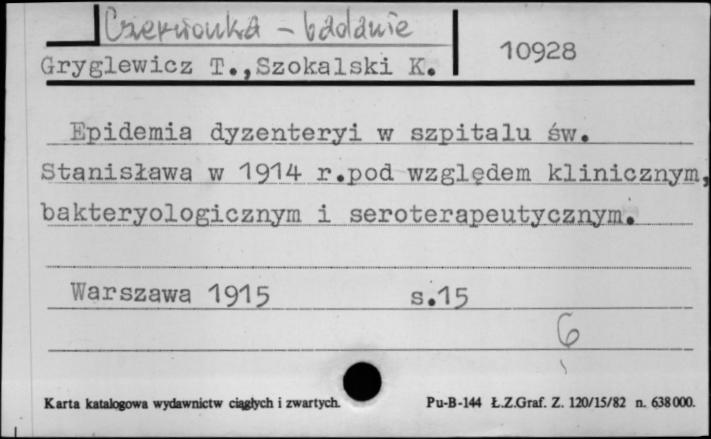 Czerwonka - badanie
10928
Gryglewicz T.,Szokalski K.
Epidemia dyzenteryi w szpitalu św.
Stanisława w 1914 r.pod względem klinicznym,
bakteryologicznym i seroterapeutycznym.
Warszawa 1915 s.15
6
Karta katalogowa wydawnictw ciągłych i zwartych.
Pu-B-144 Ł.Z.Graf. Z. 120/15/82 n. 638000.